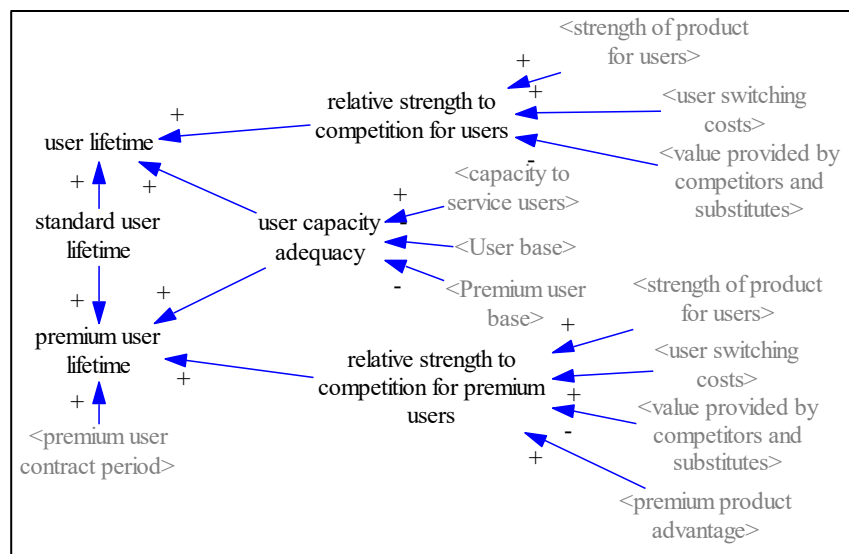 <strength of product
for users>
+
+
+
relative strength to
competition for users
<user switching
costs>
user lifetime
-
<value provided by
competitors and
substitutes>
+
+
+
<capacity to
service users>
-
standard user
lifetime
user capacity
adequacy
<User base>
-
<Premium user
base>
+
+
<strength of product
for users>
+
premium user
lifetime
relative strength to
competition for premium
users
<user switching
costs>
+
+
+
<value provided by
competitors and
substitutes>
-
+
<premium user
contract period>
<premium product
advantage>